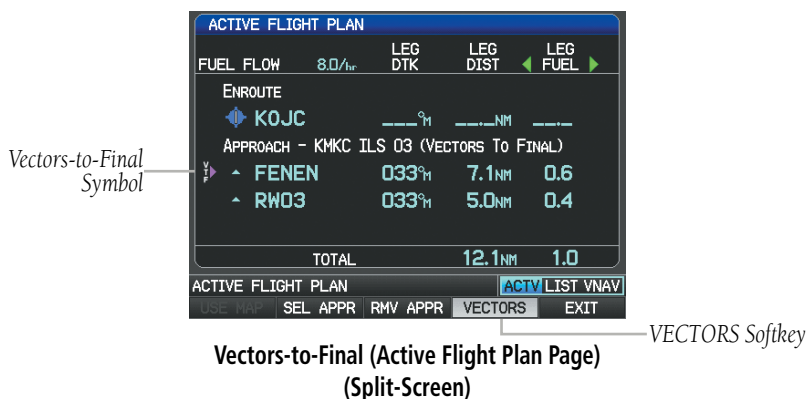 ACTIVE FLIGHT PLAN
LEG LEG LEG
FUEL FLOW 8.0/hr DTK DIST FUEL
ENROUTE
KOJC ___°M __._NM __._
APPROACH – KMKC ILS 03 (VECTORS TO FINAL)
Vectors-to-Final
Symbol
VTF FENEN 033°M 7.1NM 0.6
RW03 033°M 5.0NM 0.4
TOTAL 12.1NM 1.0
ACTIVE FLIGHT PLAN ACTV LIST VNAV
USE MAP SEL APPR RMV APPR VECTORS EXIT
VECTORS Softkey
Vectors-to-Final (Active Flight Plan Page)
(Split-Screen)